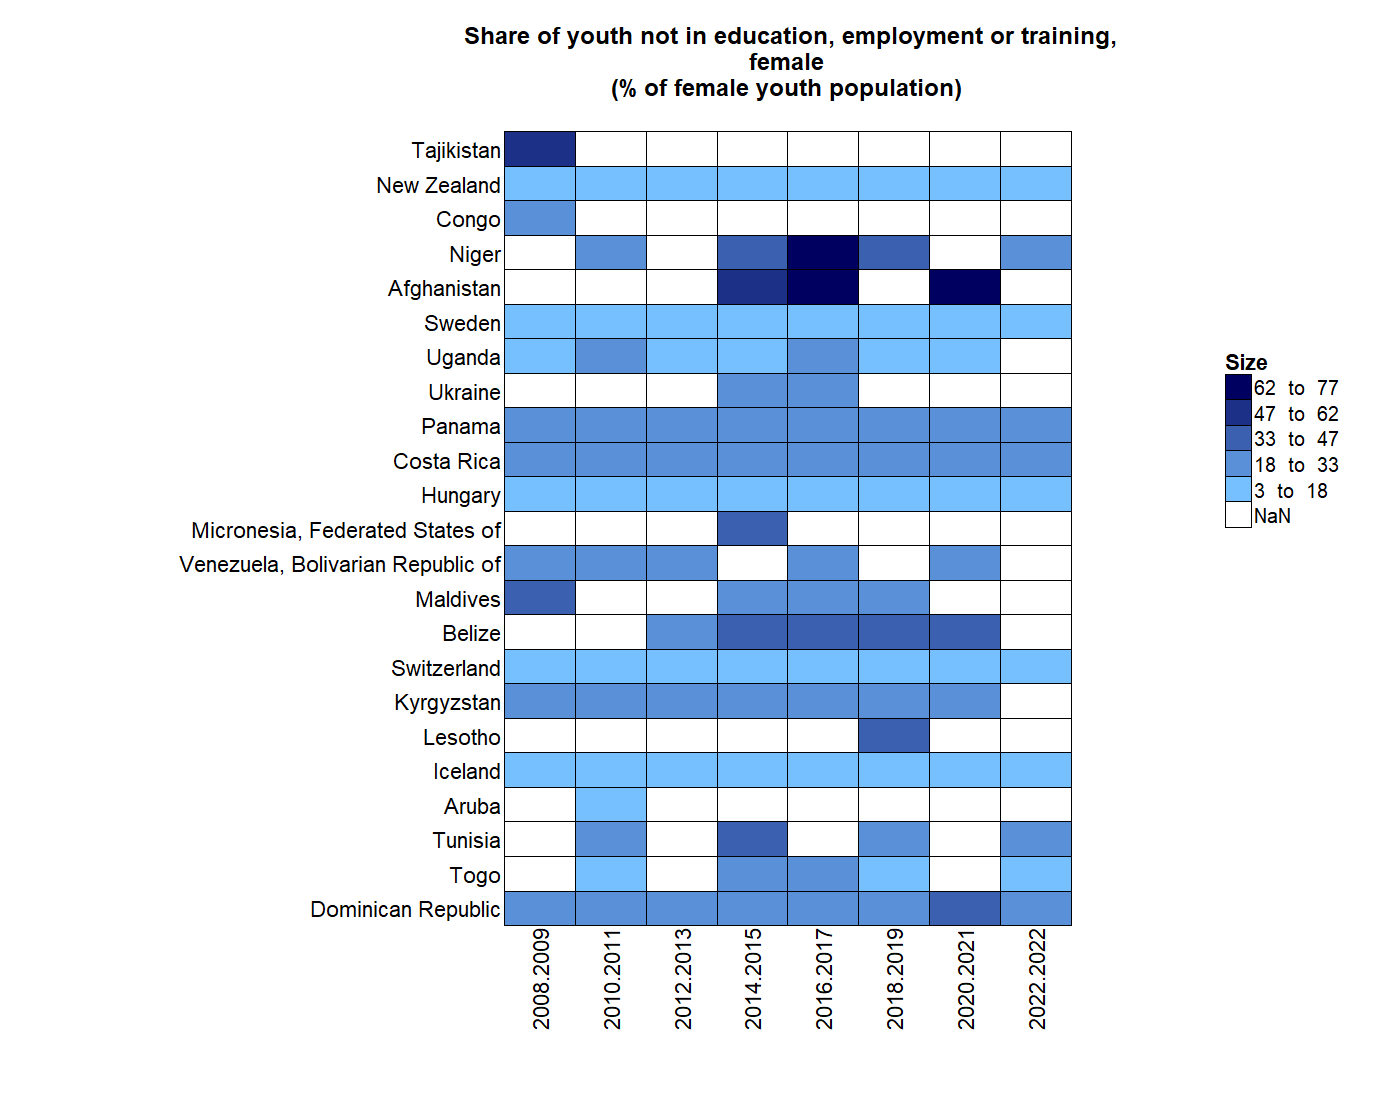 Share of youth not in education, employment or training,
female
(% of female youth population)
Tajikistan
New Zealand
Congo
Niger
Afghanistan
Sweden
Uganda
Ukraine
Panama
Costa Rica
Hungary
Micronesia, Federated States of
Venezuela, Bolivarian Republic of
Maldives
Belize
Switzerland
Kyrgyzstan
Lesotho
Iceland
Aruba
Tunisia
Togo
Dominican Republic
2008.2009
2010.2011
2012.2013
2014.2015
2016.2017
2018.2019
2020.2021
2022.2022
Size
62 to 77
47 to 62
33 to 47
18 to 33
3 to 18
NaN